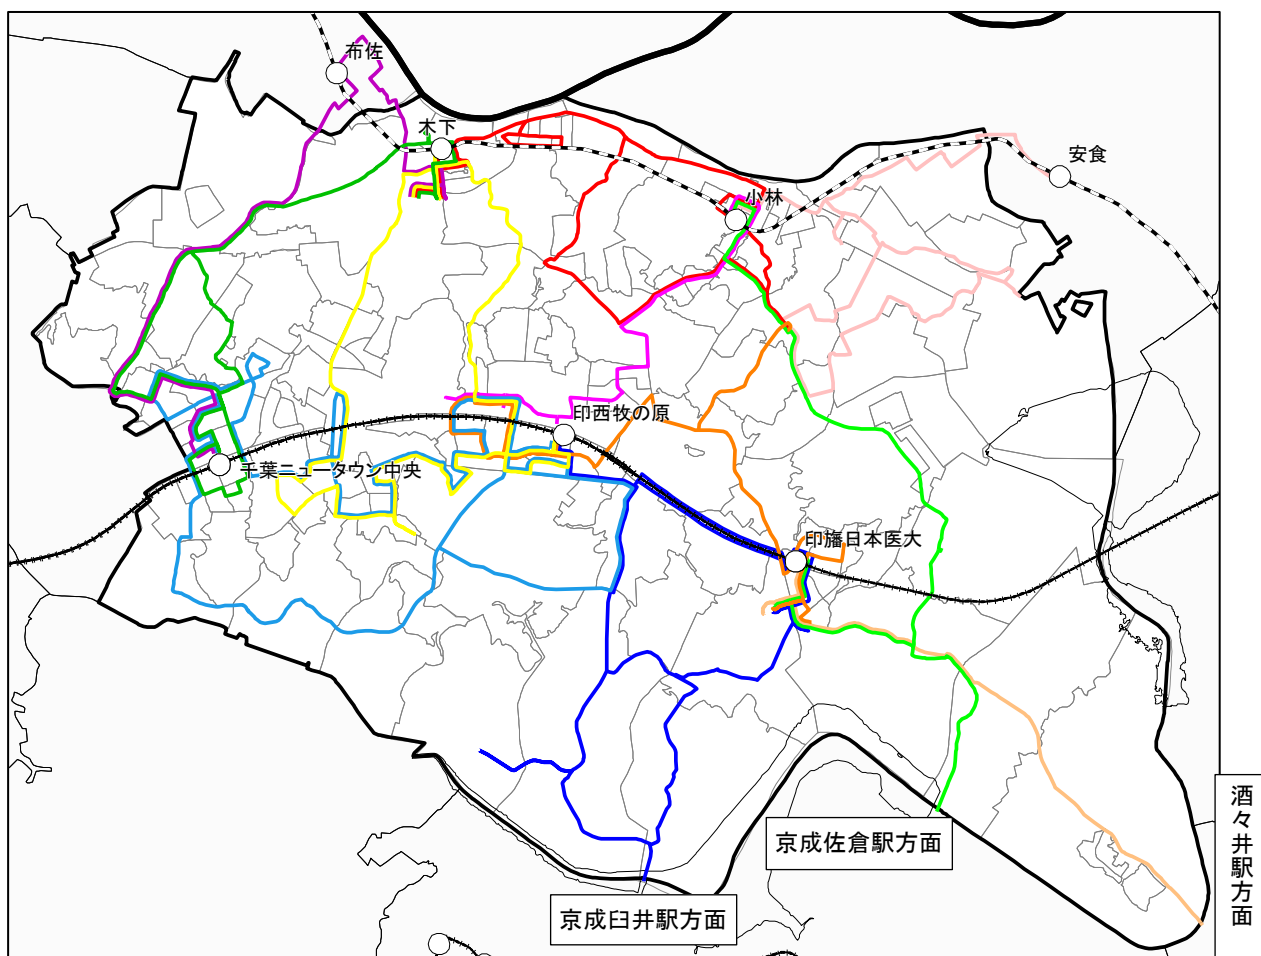 布佐
木下
安食
小林
印西牧の原
千葉ニュータウン中央
印旛日本医大
京成佐倉駅方面
京成臼井駅方面
酒々井駅方面